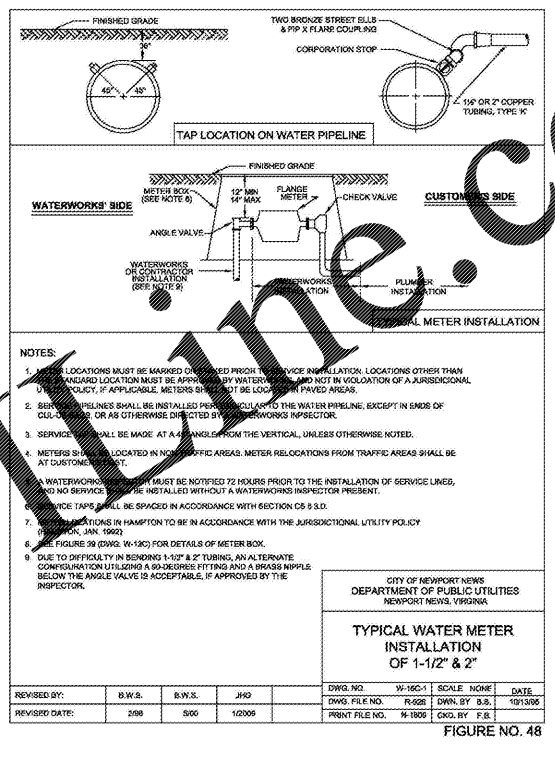 FINISHED GRADE
36"
45° 45°
TWO BRONZE STREET ELLS
& PIP X FLARE COUPLING
CORPORATION STOP
1½" OR 2" COPPER
TUBING, TYPE 'K'
TAP LOCATION ON WATER PIPELINE
FINISHED GRADE
METER BOX
(SEE NOTE 8)
12" MIN
14" MAX
FLANGE
METER
CHECK VALVE
WATERWORKS' SIDE
CUSTOMER'S SIDE
ANGLE VALVE
WATERWORKS
OR CONTRACTOR
INSTALLATION
(SEE NOTE 9)
WATERWORKS
INSTALLATION
PLUMBER
INSTALLATION
TYPICAL METER INSTALLATION
NOTES:
1. METER LOCATIONS MUST BE MARKED OR STAKED PRIOR TO SERVICE INSTALLATION. LOCATIONS OTHER THAN
THE STANDARD LOCATION MUST BE APPROVED BY WATERWORKS, AND NOT IN VIOLOATION OF A JURISDICIONAL
UTILITY POLICY, IF APPLICABLE. METERS SHALL NOT BE LOCATED IN PAVED AREAS.
2. SERVICE PIPELINES SHALL BE INSTALLED PERPENDICULAR TO THE WATER PIPELINE, EXCEPT IN ENDS OF
CUL-DE-SACS, OR AS OTHERWISE DIRECTED BY A WATERWORKS INPSECTOR.
3. SERVICE TAP SHALL BE MADE AT A 45° ANGLE FROM THE VERTICAL, UNLESS OTHERWISE NOTED.
4. METERS SHALL BE LOCATED IN NON-TRAFFIC AREAS. METER RELOCATIONS FROM TRAFFIC AREAS SHALL BE
AT CUSTOMER'S COST.
5. A WATERWORKS INSPECTOR MUST BE NOTIFIED 72 HOURS PRIOR TO THE INSTALLATION OF SERVICE LINES,
AND NO SERVICE SHALL BE INSTALLED WITHOUT A WATERWORKS INSPECTOR PRESENT.
6. SERVICE TAPS SHALL BE SPACED IN ACCORDANCE WITH SECTION C5 & 3.D.
7. METER LOCATIONS IN HAMPTON TO BE IN ACCORDANCE WITH THE JURISDICTIONAL UTILITY POLICY
(HAMPTON, JAN. 1992)
8. SEE FIGURE 39 (DWG. W-13C) FOR DETAILS OF METER BOX.
9. DUE TO DIFFICULTY IN BENDING 1-1/2" & 2" TUBING, AN ALTERNATE
CONFIGURATION UTILIZING A 90-DEGREE FITTING AND A BRASS NIPPLE
BELOW THE ANGLE VALVE IS ACCEPTABLE, IF APPROVED BY THE
INSPECTOR.
CITY OF NEWPORT NEWS
DEPARTMENT OF PUBLIC UTILITIES
NEWPORT NEWS, VIRGINIA
TYPICAL WATER METER
INSTALLATION
OF 1-1/2" & 2"
REVISED BY: B.W.S. B.W.S. JHG
REVISED DATE: 2/98 5/00 1/2006
DWG. NO. W-16C-1 SCALE NONE DATE
DWG. FILE NO. R-526 DWN. BY B.S. 10/13/95
PRINT FILE NO. N-1806 CKD. BY F.B.
FIGURE NO. 48
Line.co